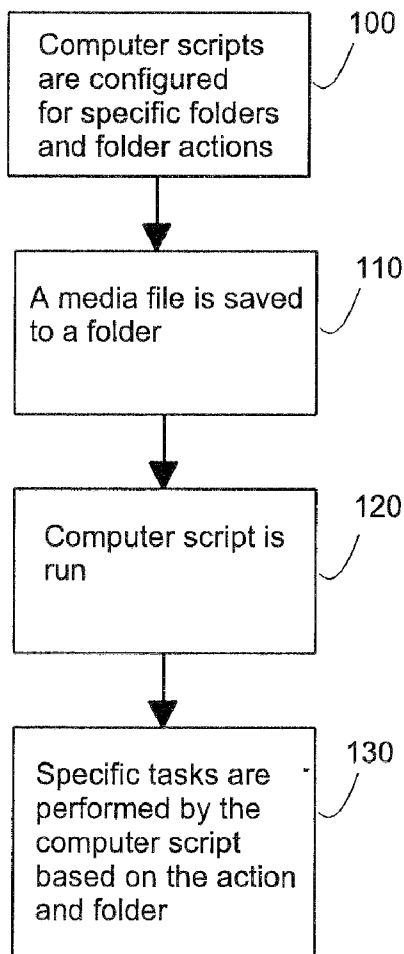 Computer scripts
are configured
for specific folders
and folder actions
100
A media file is saved
to a folder
110
Computer script is
run
120
Specific tasks are
performed by the
computer script
based on the action
and folder
130